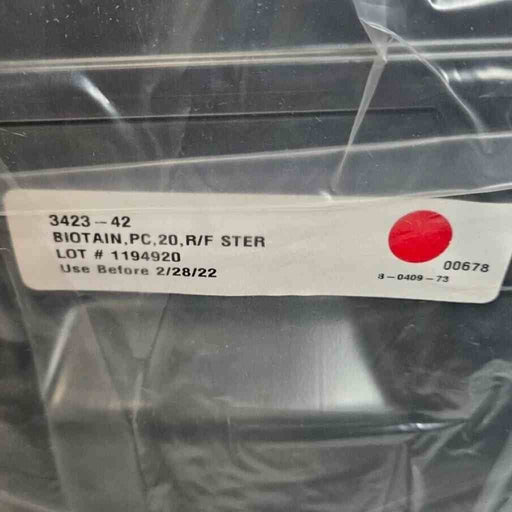 3423-42
BIOTAIN,PC,20,R/F STER
LOT # 1194920
Use Before 2/28/22
00678
8-0409-73